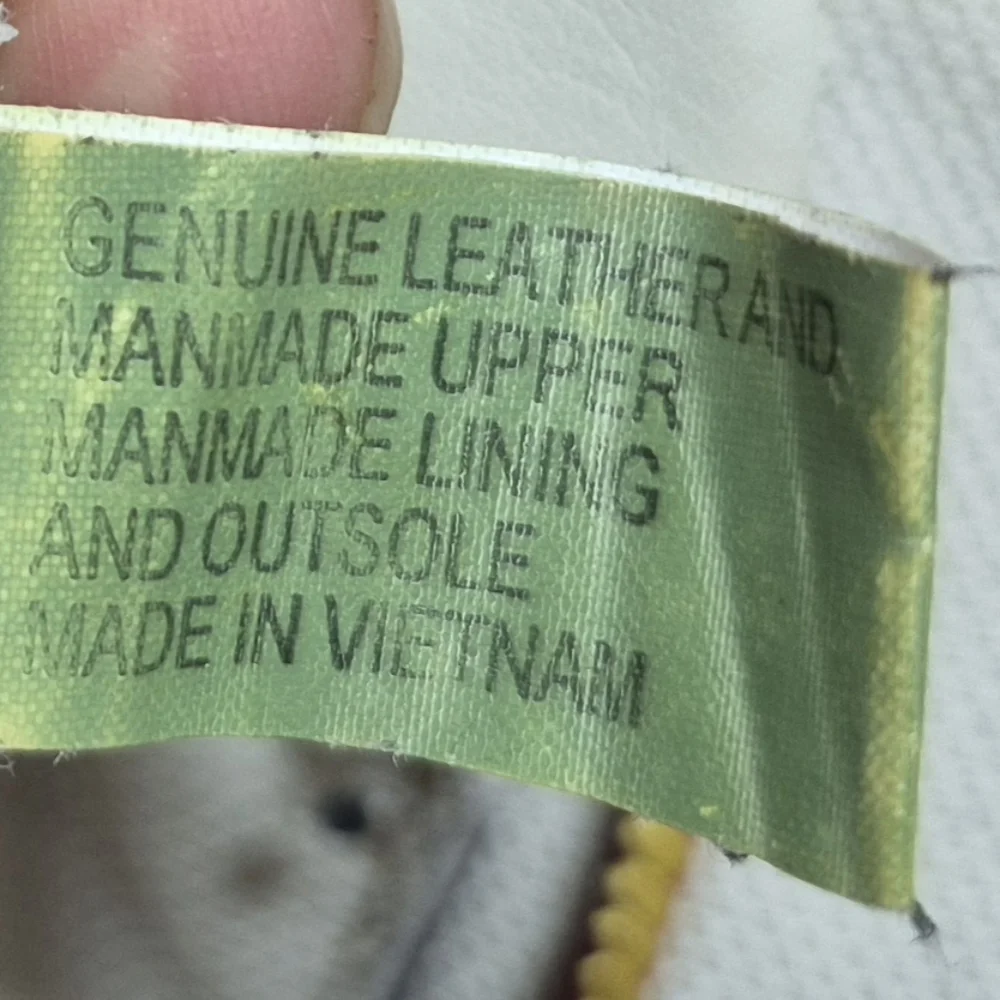 GENUINE LEATHER AND
MANMADE UPPER
MANMADE LINING
AND OUTSOLE
MADE IN VIETNAM